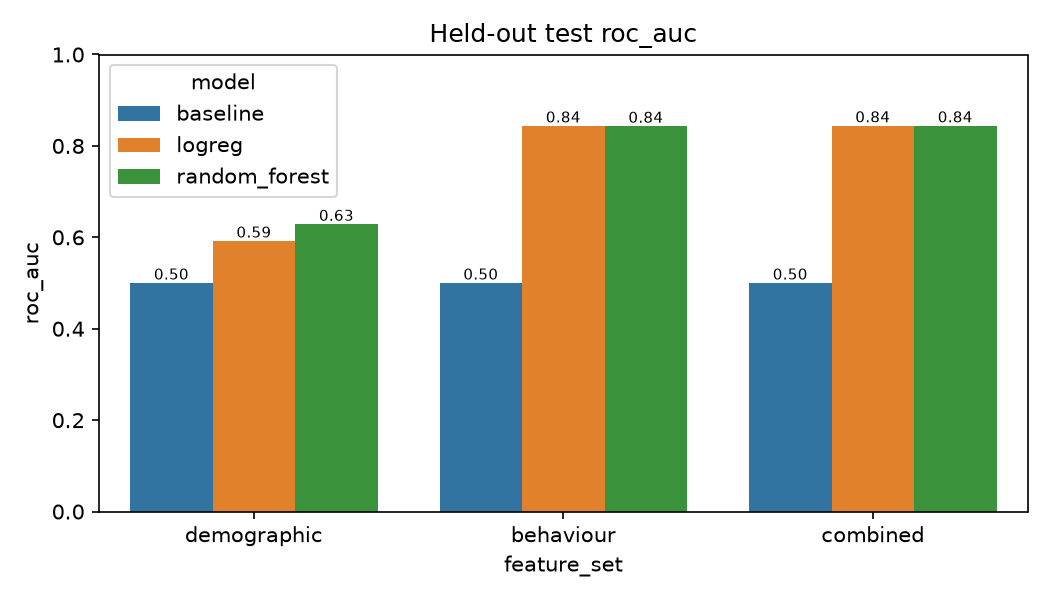 Held-out test roc_auc
model
baseline
logreg
random_forest
roc_auc
1.0
0.8
0.6
0.4
0.2
0.0
0.50
0.59
0.63
0.50
0.84
0.84
0.50
0.84
0.84
demographic
behaviour
combined
feature_set